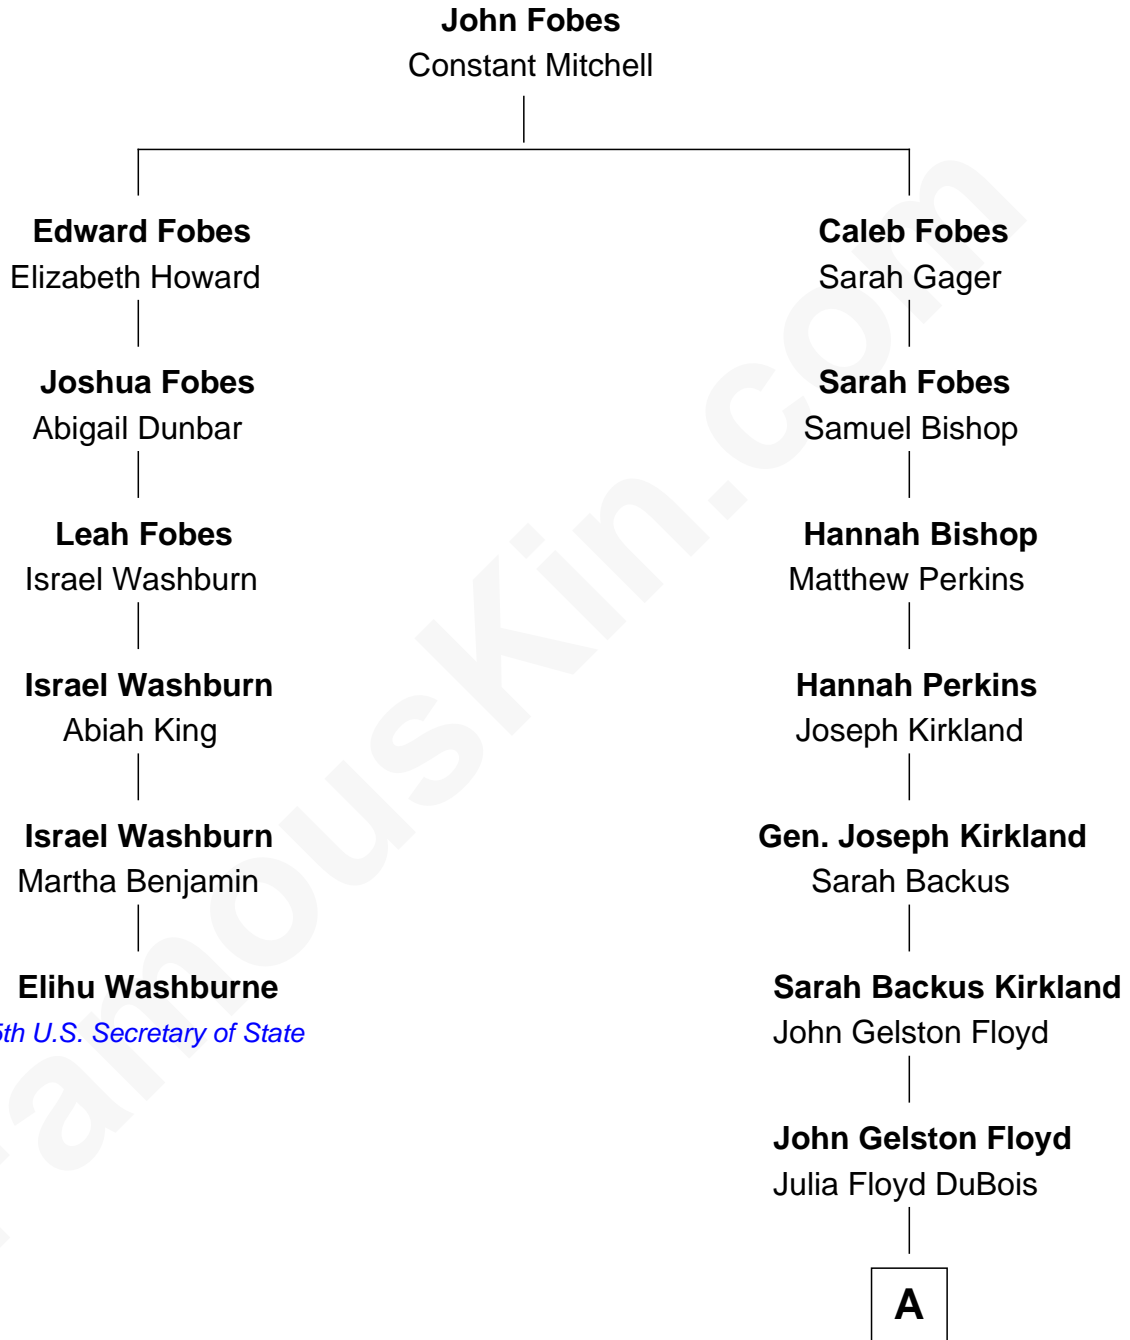 John Fobes
Constant Mitchell
Edward Fobes
Elizabeth Howard
Caleb Fobes
Sarah Gager
Joshua Fobes
Abigail Dunbar
Sarah Fobes
Samuel Bishop
Leah Fobes
Israel Washburn
Hannah Bishop
Matthew Perkins
Israel Washburn
Abiah King
Hannah Perkins
Joseph Kirkland
Israel Washburn
Martha Benjamin
Gen. Joseph Kirkland
Sarah Backus
Elihu Washburne
5th U.S. Secretary of State
Sarah Backus Kirkland
John Gelston Floyd
John Gelston Floyd
Julia Floyd DuBois
A
FamousKin.com